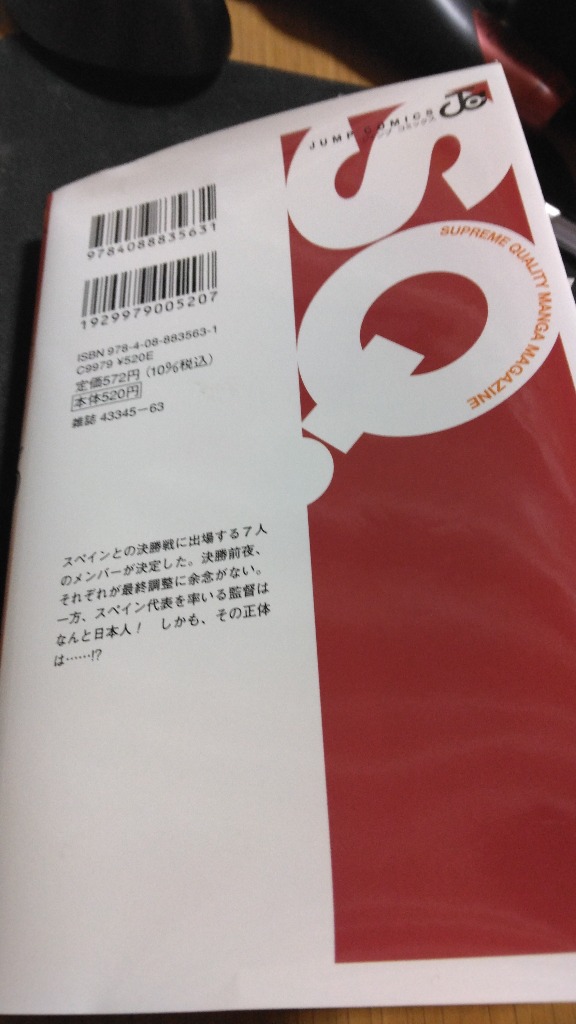 JUMP COMICS
ジャンプ コミックス
SQ.
SUPREME QUALITY MANGA MAGAZINE
9784088835631
1929979005207
ISBN 978-4-08-883563-1
C9979 ¥520E
定価572円（10%税込）
本体520円
雑誌 43345－63
スペインとの決勝戦に出場する７人
のメンバーが決定した。決勝前夜、
それぞれが最終調整に余念がない。
一方、スペイン代表を率いる監督は
なんと日本人！　しかも、その正体
は……!?